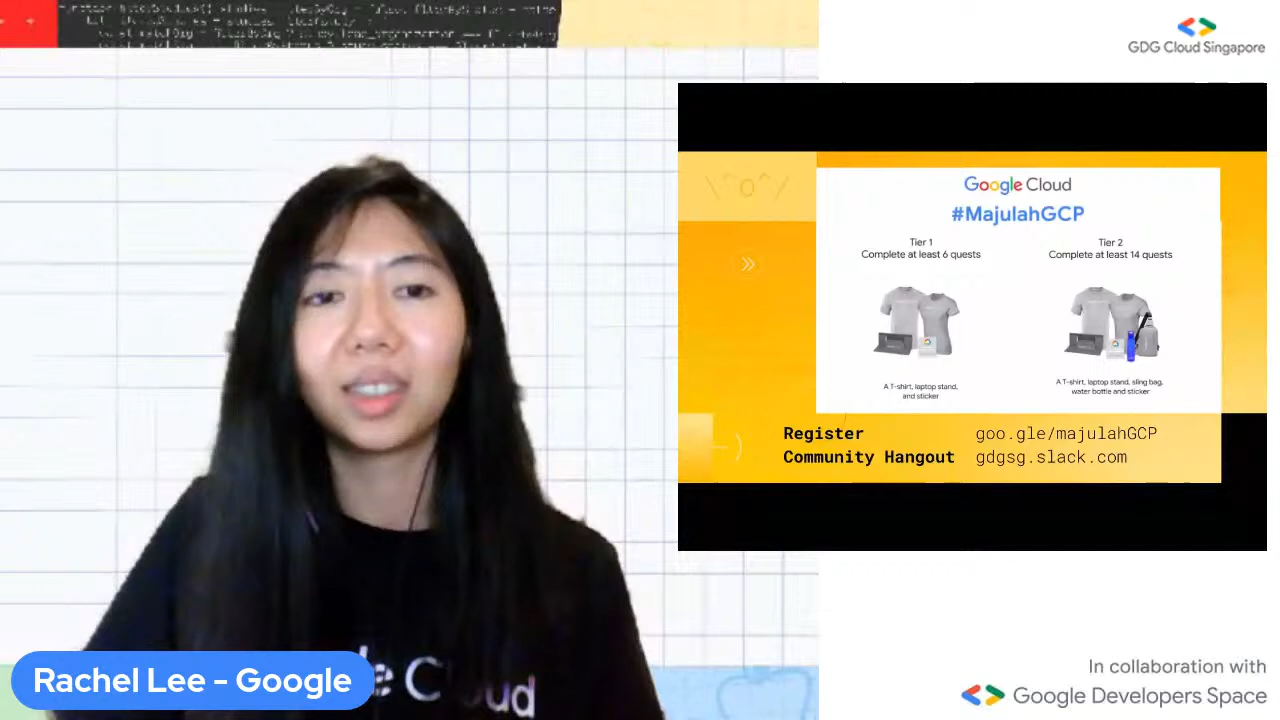 GDG Cloud Singapore
\^o^/
Google Cloud
#MajulahGCP
Tier 1
Complete at least 6 quests
Tier 2
Complete at least 14 quests
A T-shirt, laptop stand,
and sticker
A T-shirt, laptop stand, sling bag,
water bottle and sticker
Register goo.gle/majulahGCP
Community Hangout gdgsg.slack.com
Cloud
Rachel Lee - Google
In collaboration with
Google Developers Space